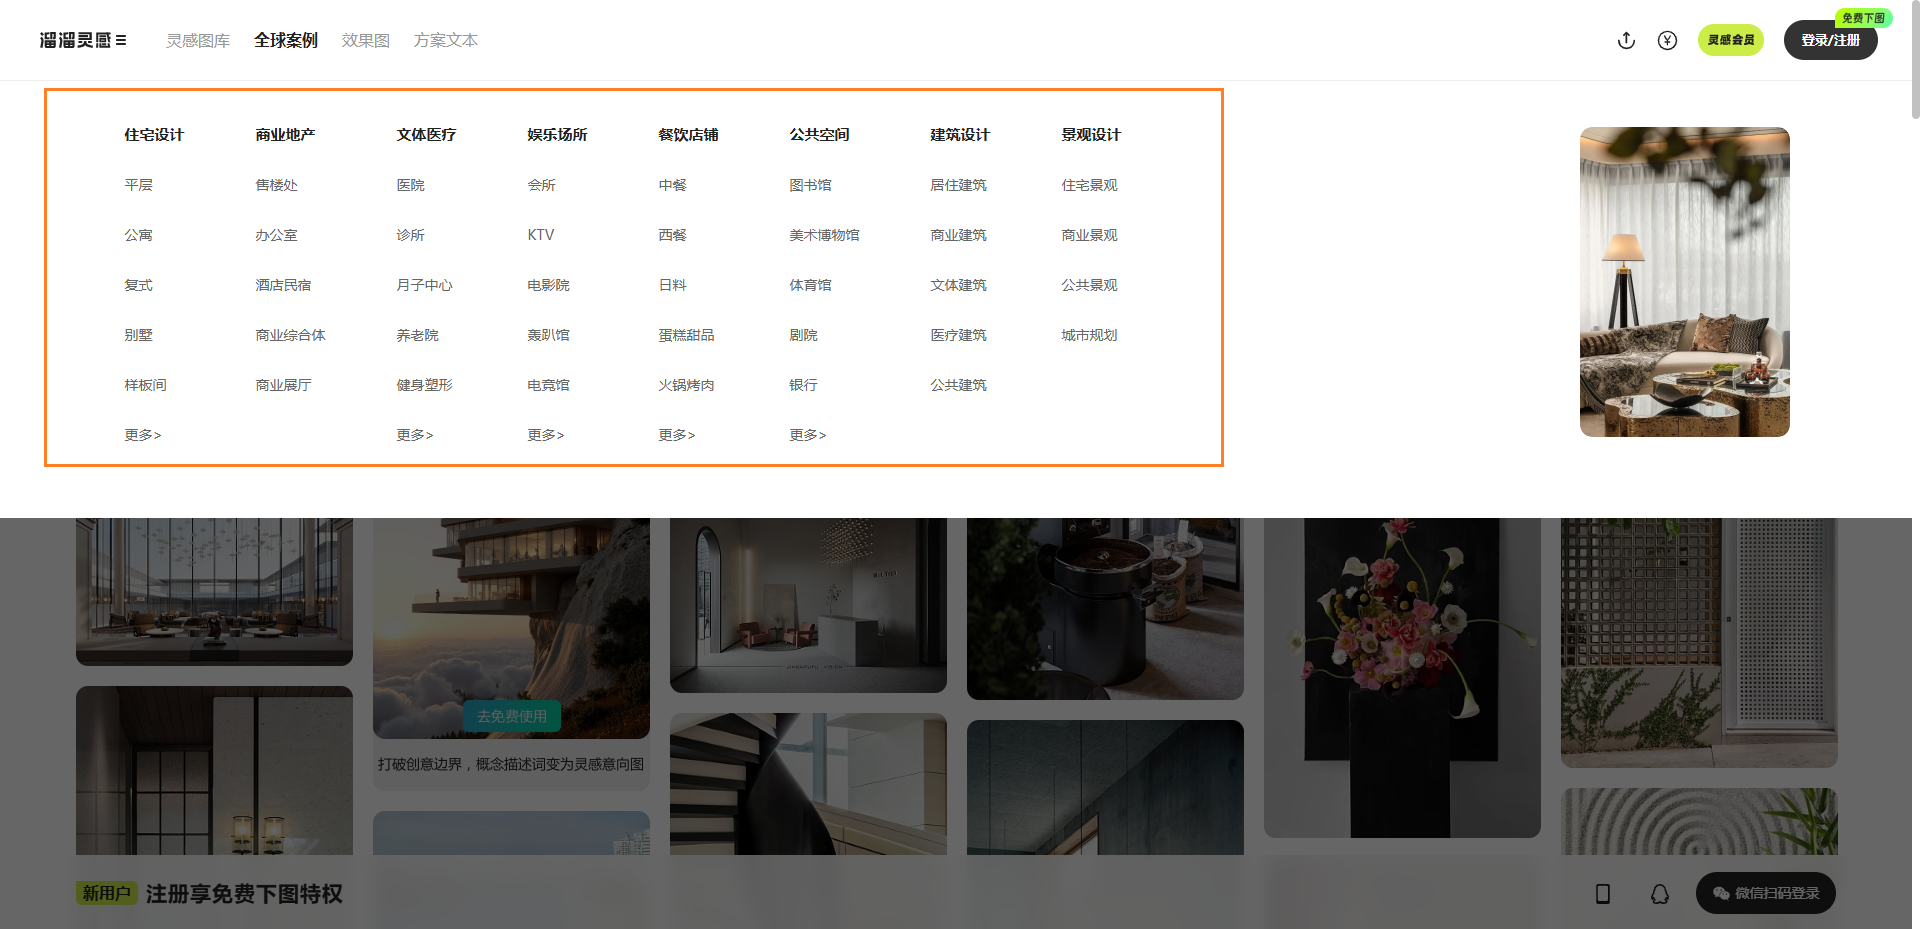 溜溜灵感 灵感图库 全球案例 效果图 方案文本 灵感会员 登录/注册 免费下图
住宅设计 商业地产 文体医疗 娱乐场所 餐饮店铺 公共空间 建筑设计 景观设计
平层 售楼处 医院 会所 中餐 图书馆 居住建筑 住宅景观
公寓 办公室 诊所 KTV 西餐 美术博物馆 商业建筑 商业景观
复式 酒店民宿 月子中心 电影院 日料 体育馆 文体建筑 公共景观
别墅 商业综合体 养老院 轰趴馆 蛋糕甜品 剧院 医疗建筑 城市规划
样板间 商业展厅 健身塑形 电竞馆 火锅烤肉 银行 公共建筑
更多> 更多> 更多> 更多> 更多>
去免费使用
打破创意边界，概念描述词变为灵感意向图
新用户 注册享免费下图特权 微信扫码登录